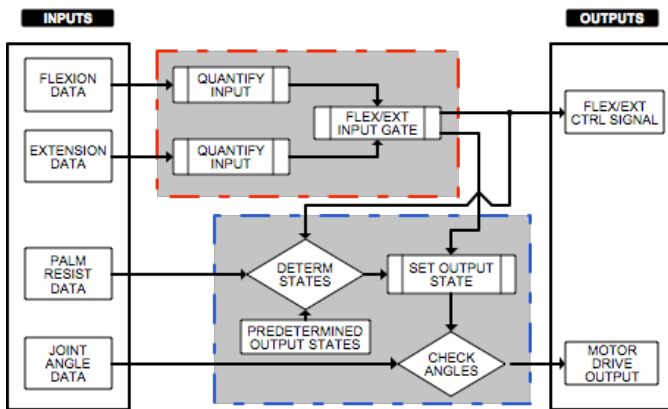 INPUTS
OUTPUTS
FLEXION
DATA
QUANTIFY
INPUT
FLEX/EXT
INPUT GATE
FLEX/EXT
CTRL SIGNAL
EXTENSION
DATA
QUANTIFY
INPUT
PALM
RESIST
DATA
DETERM
STATES
SET OUTPUT
STATE
PREDETERMINED
OUTPUT STATES
JOINT
ANGLE
DATA
CHECK
ANGLES
MOTOR
DRIVE
OUTPUT